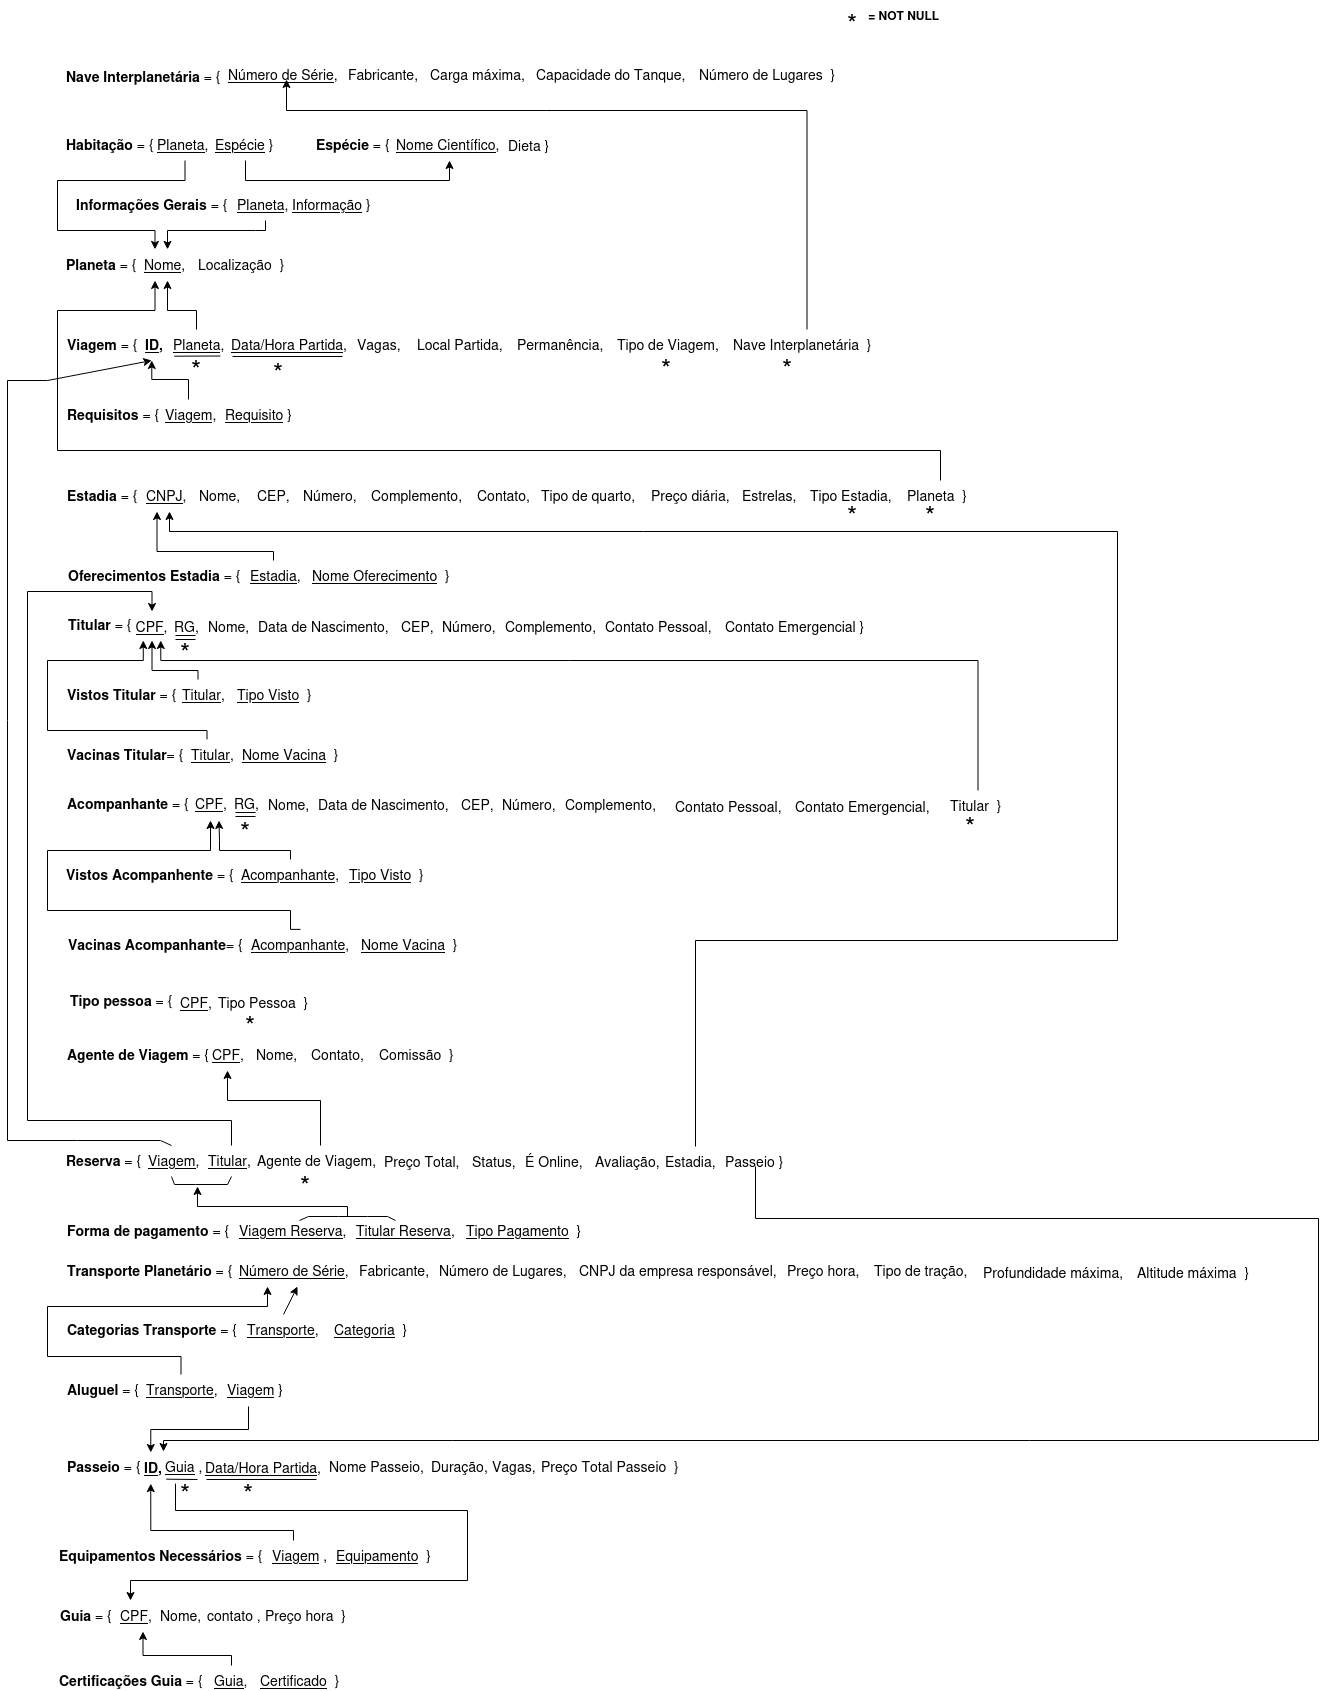 * = NOT NULL
Nave Interplanetária = { Número de Série, Fabricante, Carga máxima, Capacidade do Tanque, Número de Lugares }
Habitação = { Planeta, Espécie } Espécie = { Nome Científico, Dieta }
Informações Gerais = { Planeta, Informação }
Planeta = { Nome, Localização }
Viagem = { ID, Planeta, Data/Hora Partida, Vagas, Local Partida, Permanência, Tipo de Viagem, Nave Interplanetária }
* * * *
Requisitos = { Viagem, Requisito }
Estadia = { CNPJ, Nome, CEP, Número, Complemento, Contato, Tipo de quarto, Preço diária, Estrelas, Tipo Estadia, Planeta }
* *
Oferecimentos Estadia = { Estadia, Nome Oferecimento }
Titular = { CPF, RG, Nome, Data de Nascimento, CEP, Número, Complemento, Contato Pessoal, Contato Emergencial }
*
Vistos Titular = { Titular, Tipo Visto }
Vacinas Titular= { Titular, Nome Vacina }
Acompanhante = { CPF, RG, Nome, Data de Nascimento, CEP, Número, Complemento, Contato Pessoal, Contato Emergencial, Titular }
* *
Vistos Acompanhente = { Acompanhante, Tipo Visto }
Vacinas Acompanhante= { Acompanhante, Nome Vacina }
Tipo pessoa = { CPF, Tipo Pessoa }
*
Agente de Viagem = { CPF, Nome, Contato, Comissão }
Reserva = { Viagem, Titular, Agente de Viagem, Preço Total, Status, É Online, Avaliação, Estadia, Passeio }
*
Forma de pagamento = { Viagem Reserva, Titular Reserva, Tipo Pagamento }
Transporte Planetário = { Número de Série, Fabricante, Número de Lugares, CNPJ da empresa responsável, Preço hora, Tipo de tração, Profundidade máxima, Altitude máxima }
Categorias Transporte = { Transporte, Categoria }
Aluguel = { Transporte, Viagem }
Passeio = { ID, Guia , Data/Hora Partida, Nome Passeio, Duração, Vagas, Preço Total Passeio }
* *
Equipamentos Necessários = { Viagem , Equipamento }
Guia = { CPF, Nome, contato , Preço hora }
Certificações Guia = { Guia, Certificado }